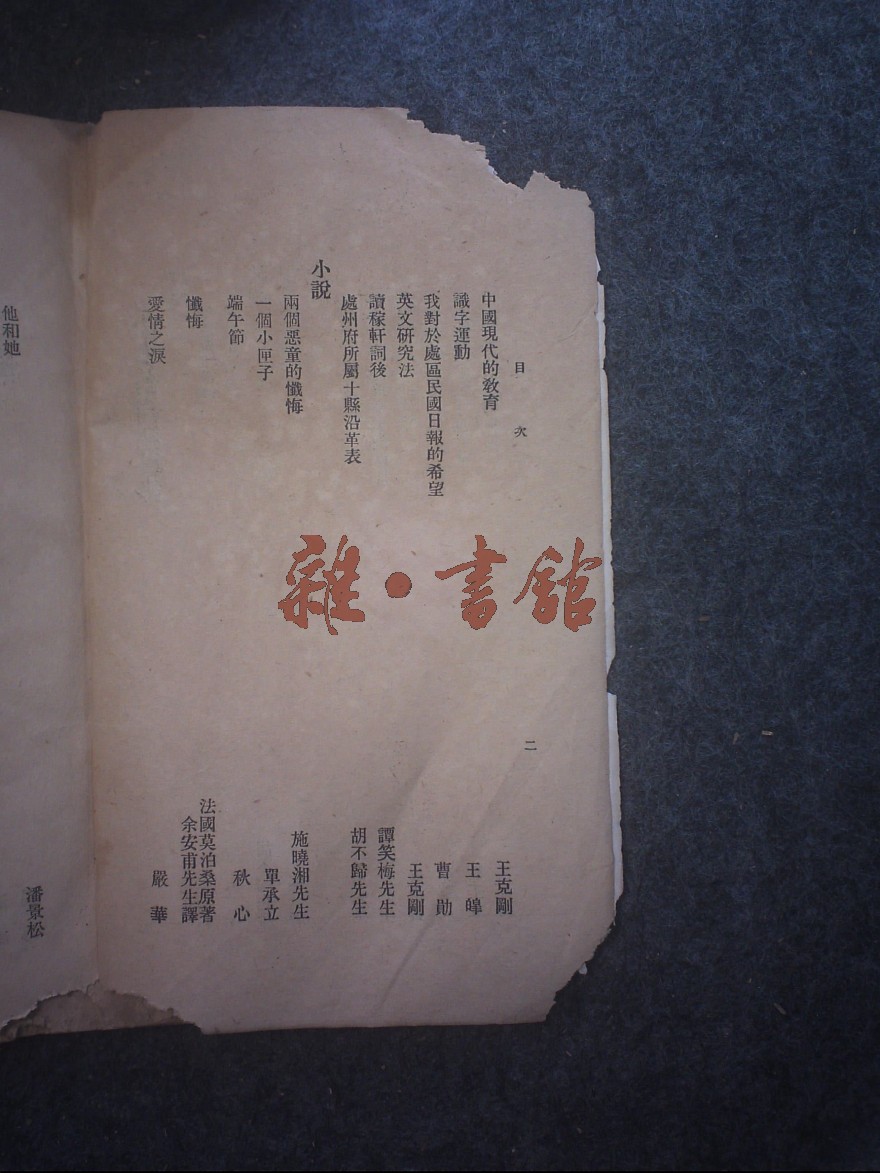 目次
二
中國現代的教育
王克剛
識字運動
王皡
我對於處區民國日報的希望
曹勛
英文研究法
王克剛
讀稼軒詞後
譚笑梅先生
處州府所屬十縣沿革表
胡不歸先生
小說
兩個惡童的懺悔
施曉湘先生
一個小匣子
單承立
端午節
秋心
懺悔
法國莫泊桑原著
余安甫先生譯
愛情之淚
嚴華
他和她
潘景松
雜·書館